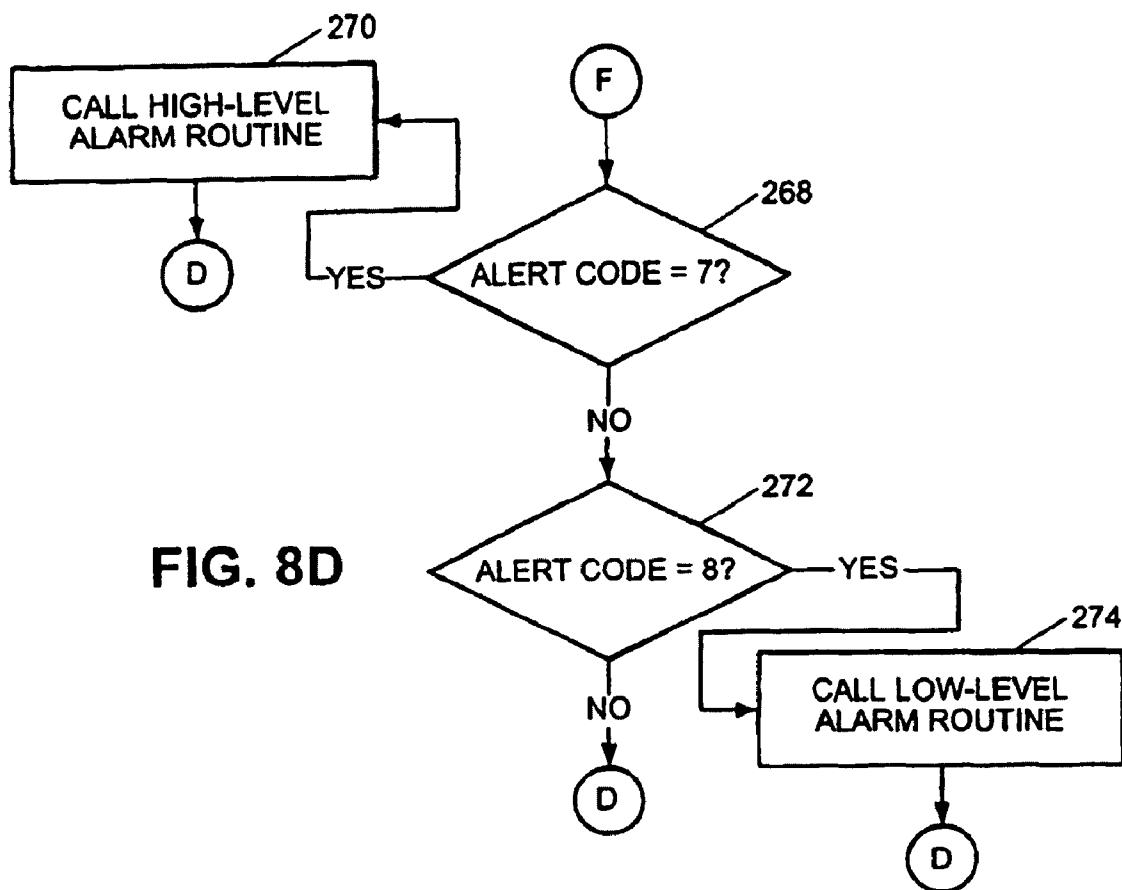 270
CALL HIGH-LEVEL
ALARM ROUTINE
D
F
268
ALERT CODE = 7?
YES
NO
272
ALERT CODE = 8?
YES
FIG. 8D
274
CALL LOW-LEVEL
ALARM ROUTINE
NO
D
D